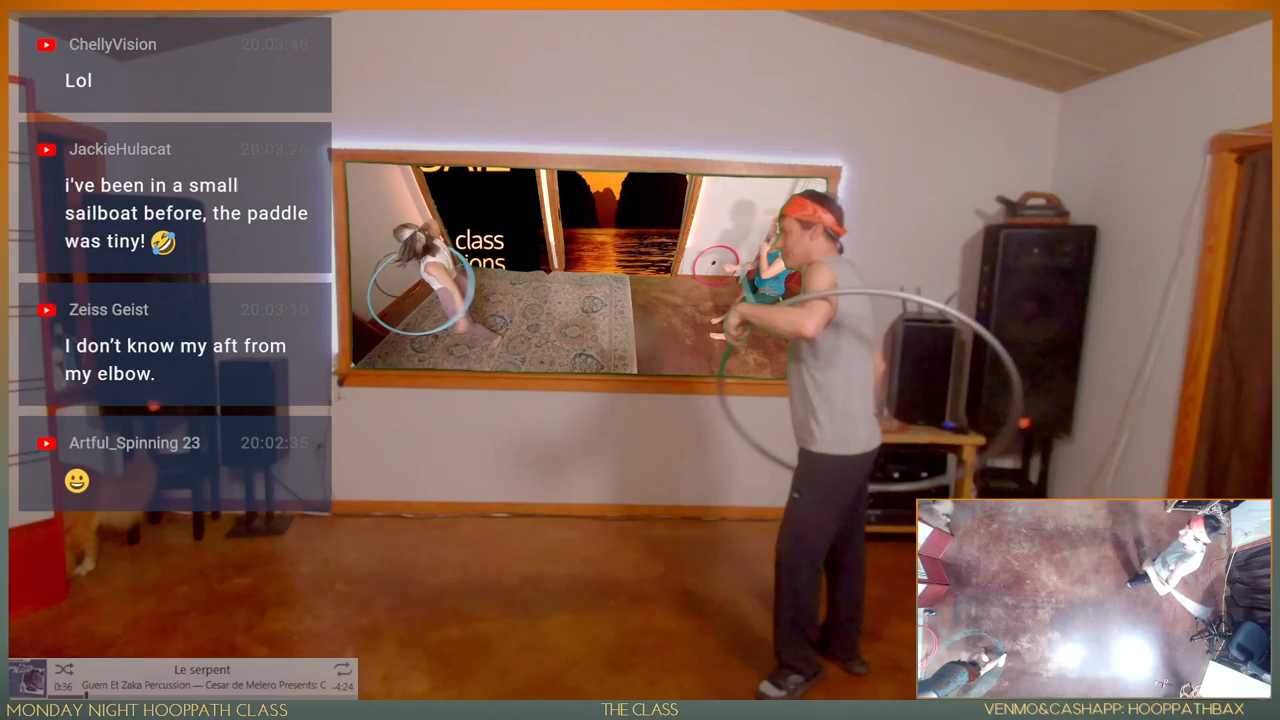 ChellyVision 20:03:46
Lol
JackieHulacat 20:03:26
i've been in a small
sailboat before, the paddle
was tiny! 🤣
Zeiss Geist 20:03:10
I don't know my aft from
my elbow.
Artful_Spinning 23 20:02:35
😀
class
ions
Le serpent
0:36 Guem Et Zaka Percussion — Cesar de Melero Presents: C -4:24
MONDAY NIGHT HOOPPATH CLASS
THE CLASS
VENMO&CASHAPP: HOOPPATHBAX